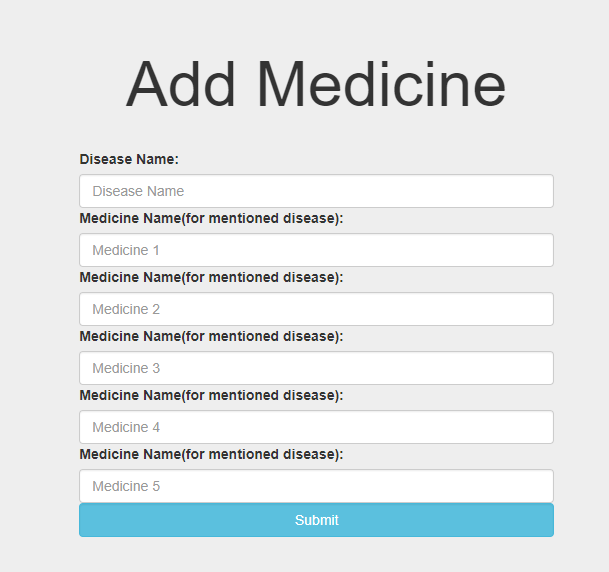 Add Medicine
Disease Name:
Disease Name
Medicine Name(for mentioned disease):
Medicine 1
Medicine Name(for mentioned disease):
Medicine 2
Medicine Name(for mentioned disease):
Medicine 3
Medicine Name(for mentioned disease):
Medicine 4
Medicine Name(for mentioned disease):
Medicine 5
Submit